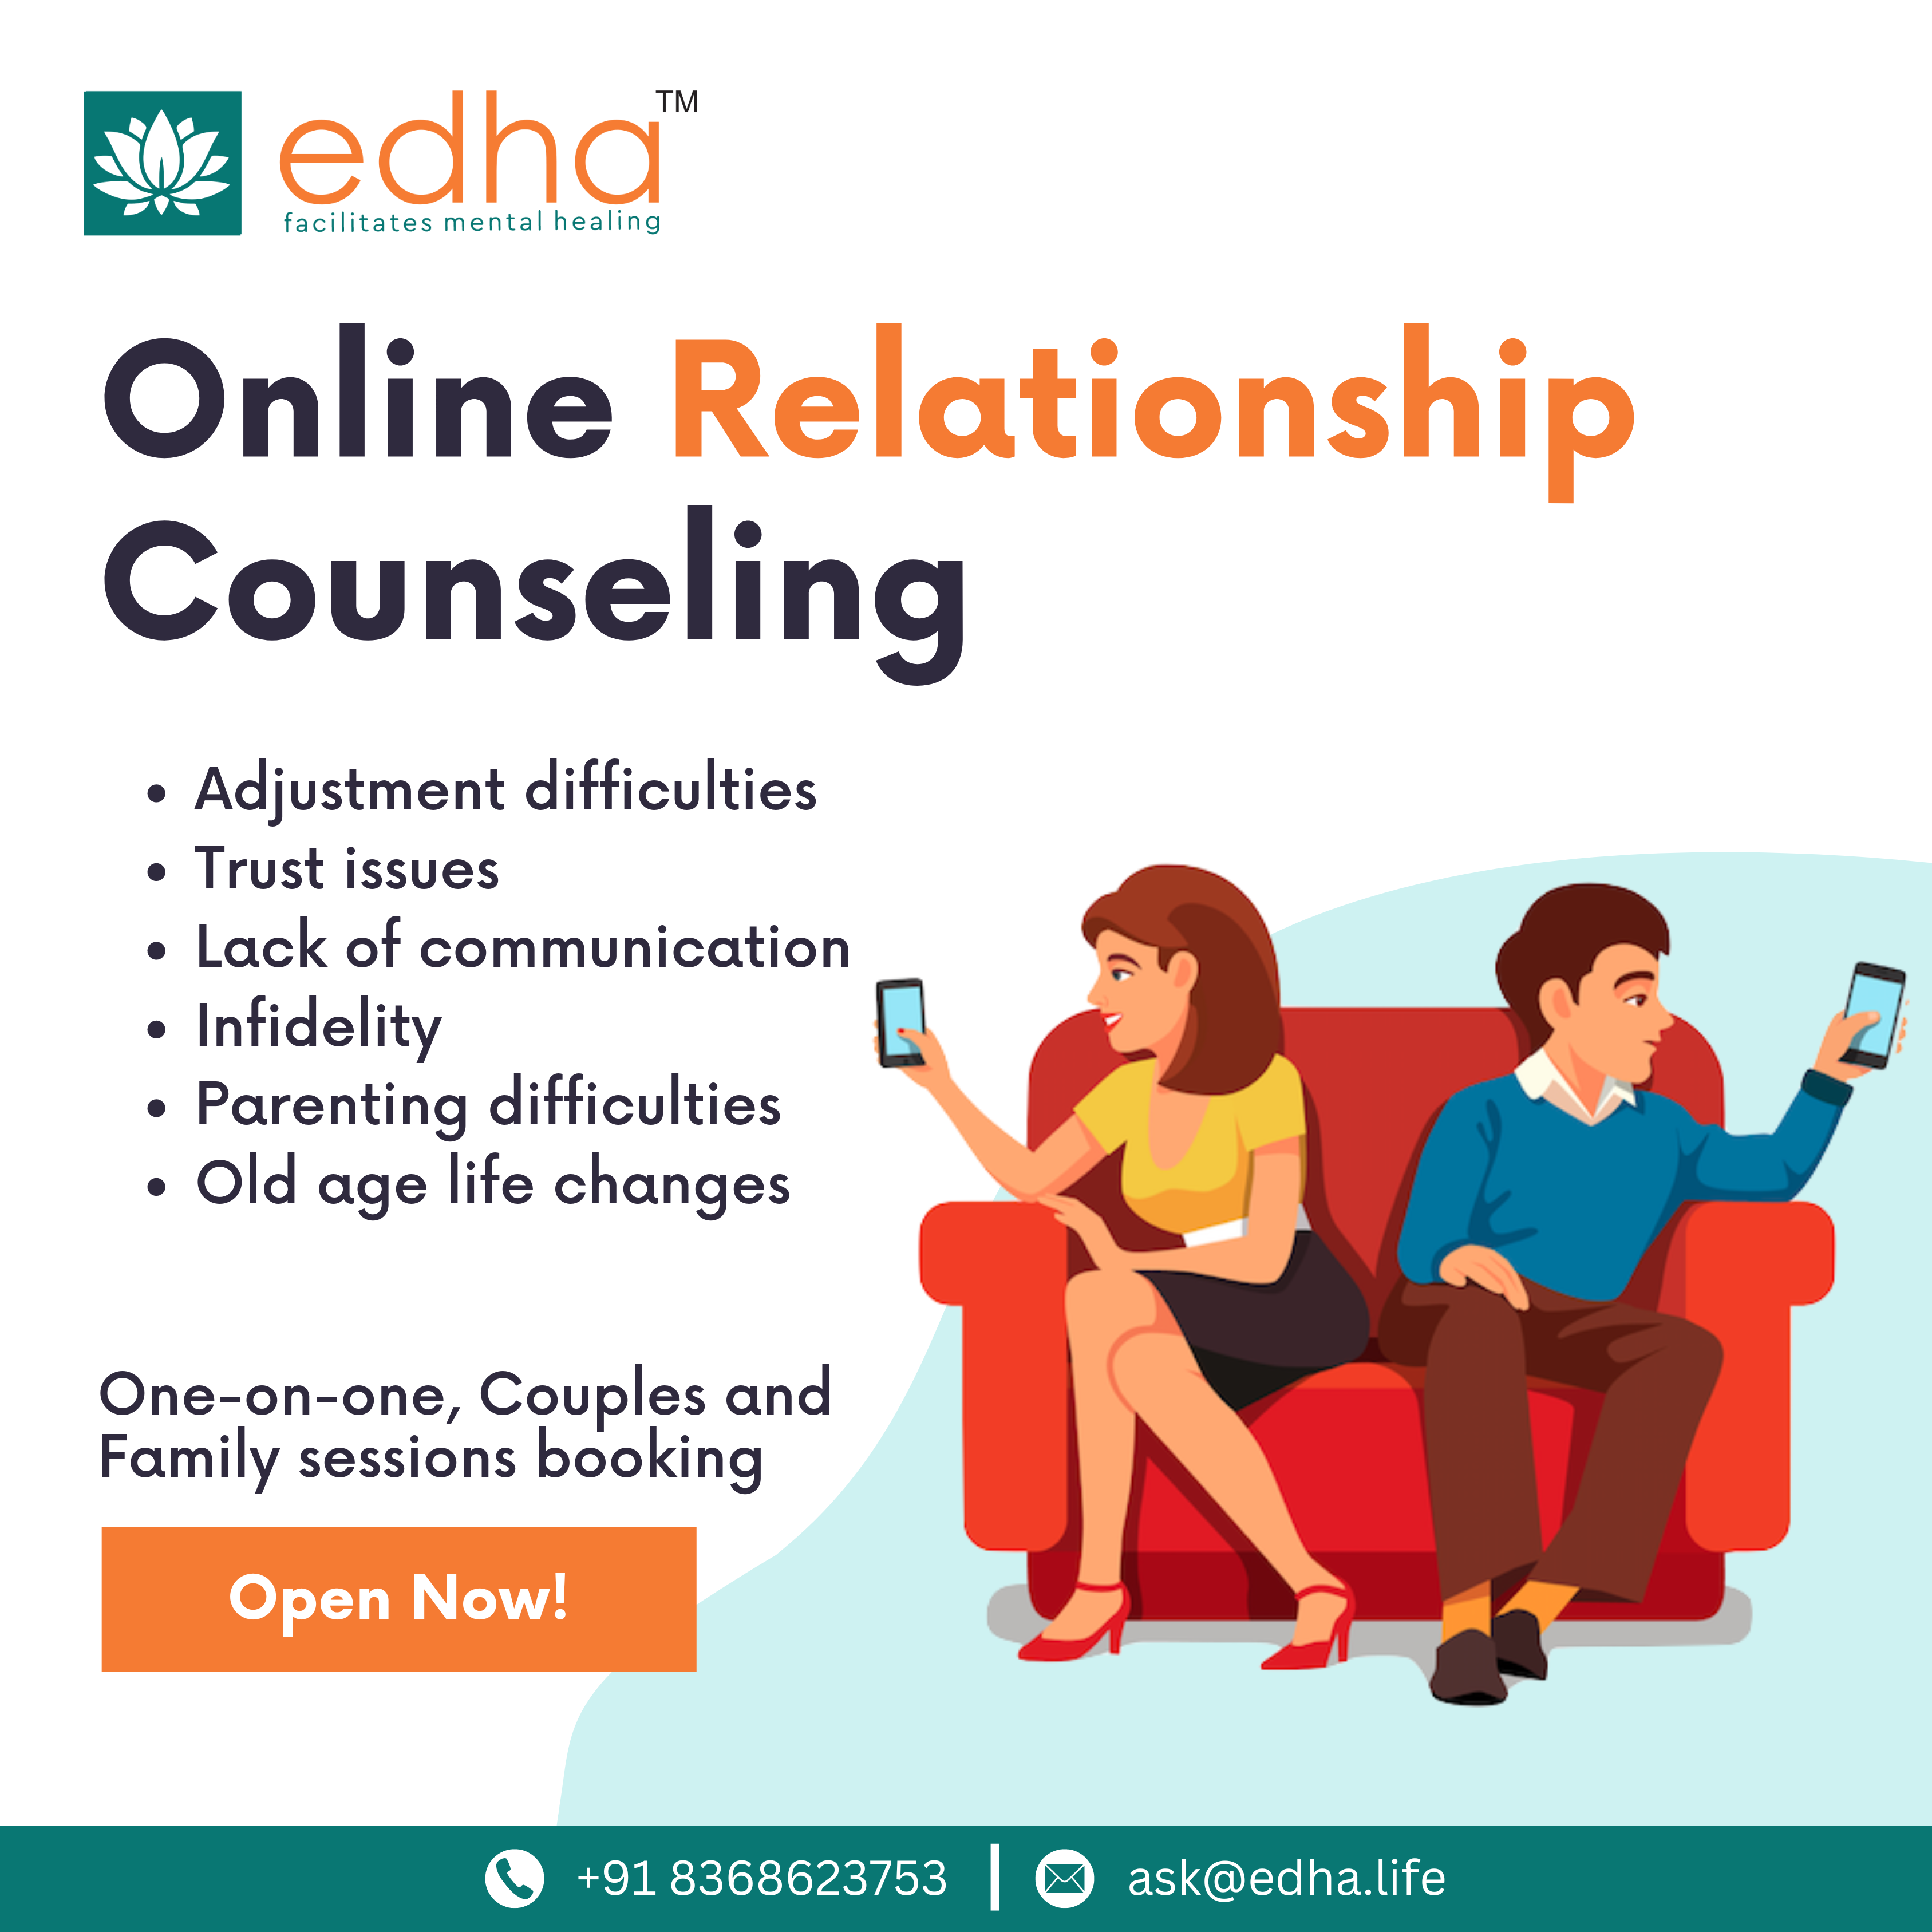 edha™
facilitates mental healing
Online Relationship
Counseling
• Adjustment difficulties
• Trust issues
• Lack of communication
• Infidelity
• Parenting difficulties
• Old age life changes
One-on-one, Couples and
Family sessions booking
Open Now!
+91 8368623753 | ask@edha.life